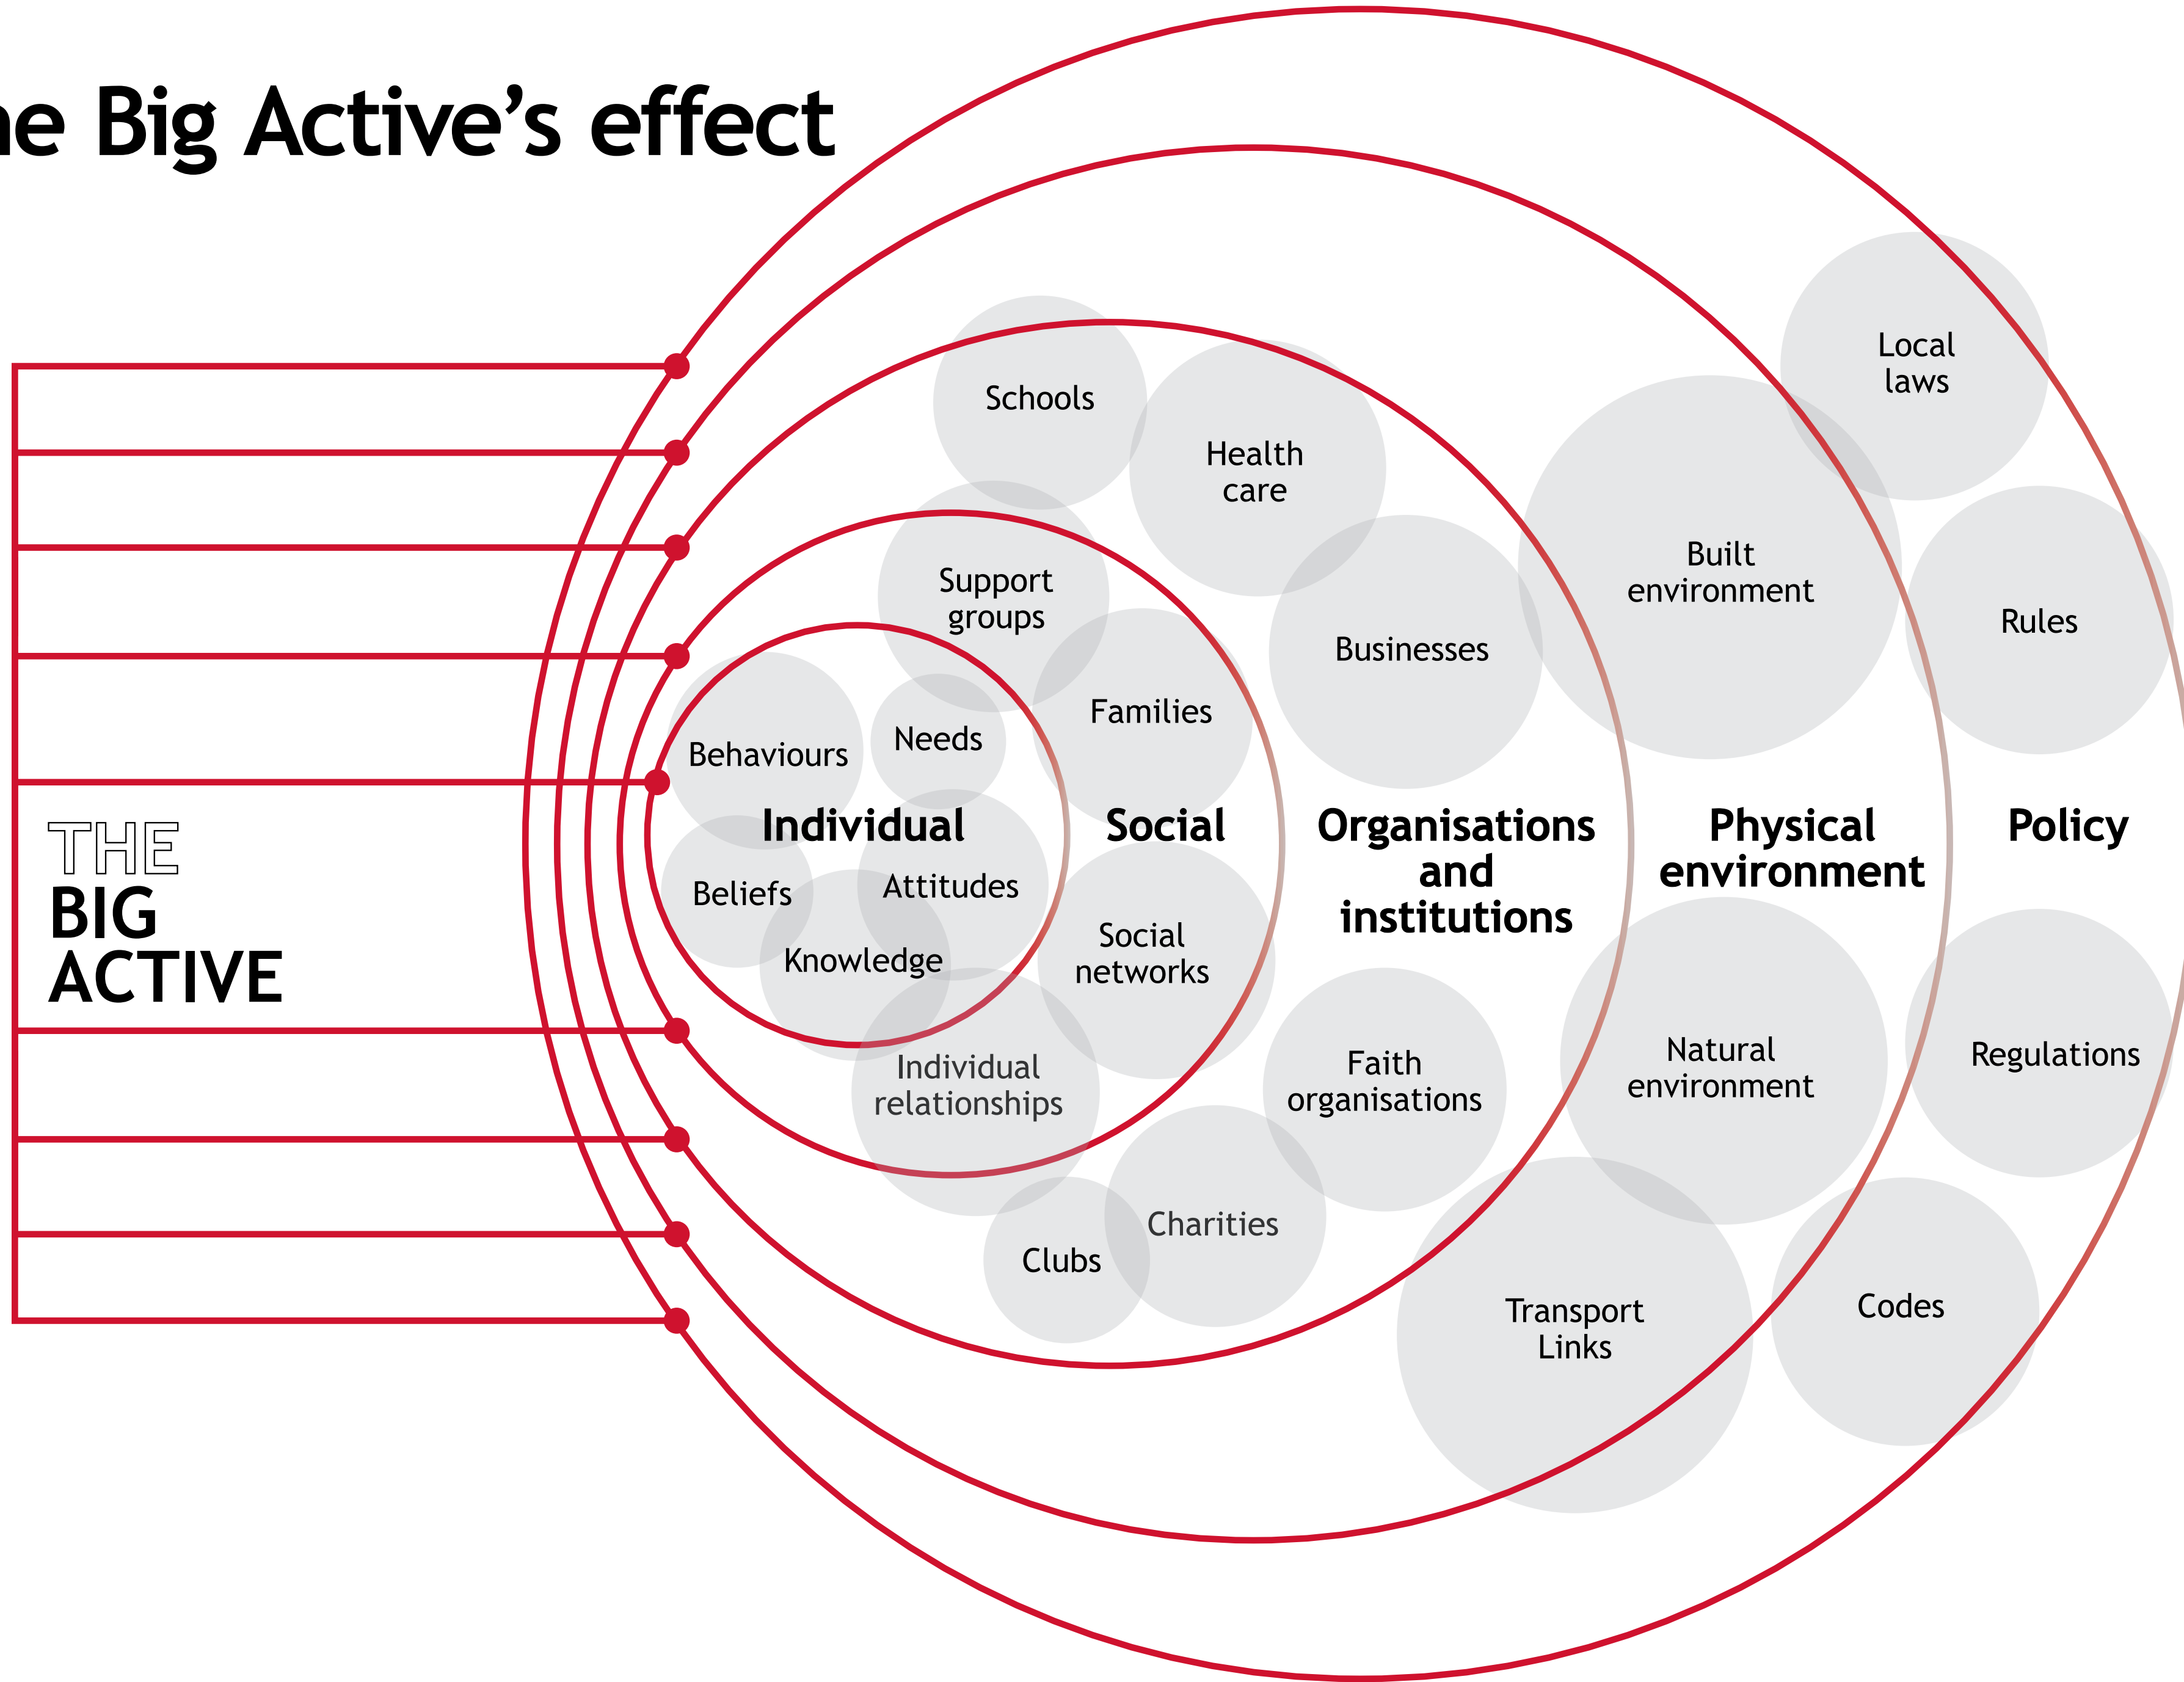 he Big Active’s effect
Local
laws
Schools
Health
care
Built
environment
Support
groups
Rules
Businesses
Families
Needs
Behaviours
Individual
Social
Organisations
and
institutions
Physical
environment
Policy
THE
BIG
ACTIVE
Beliefs
Attitudes
Knowledge
Social
networks
Individual
relationships
Faith
organisations
Natural
environment
Regulations
Charities
Clubs
Transport
Links
Codes